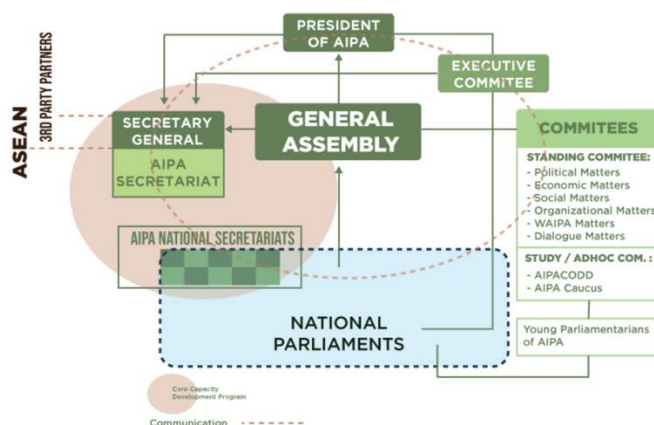 PRESIDENT
OF AIPA
EXECUTIVE
COMMITEE
ASEAN
3RD PARTY PARTNERS
SECRETARY
GENERAL
AIPA
SECRETARIAT
GENERAL
ASSEMBLY
COMMITEES
STANDING COMMITEE:
- Political Matters
- Economic Matters
- Social Matters
- Organizational Matters
- WAIPA Matters
- Dialogue Matters
STUDY / ADHOC COM. :
- AIPACODD
- AIPA Caucus
Young Parliamentarians
of AIPA
AIPA NATIONAL SECRETARIATS
NATIONAL
PARLIAMENTS
Core Capacity
Development Program
Communication